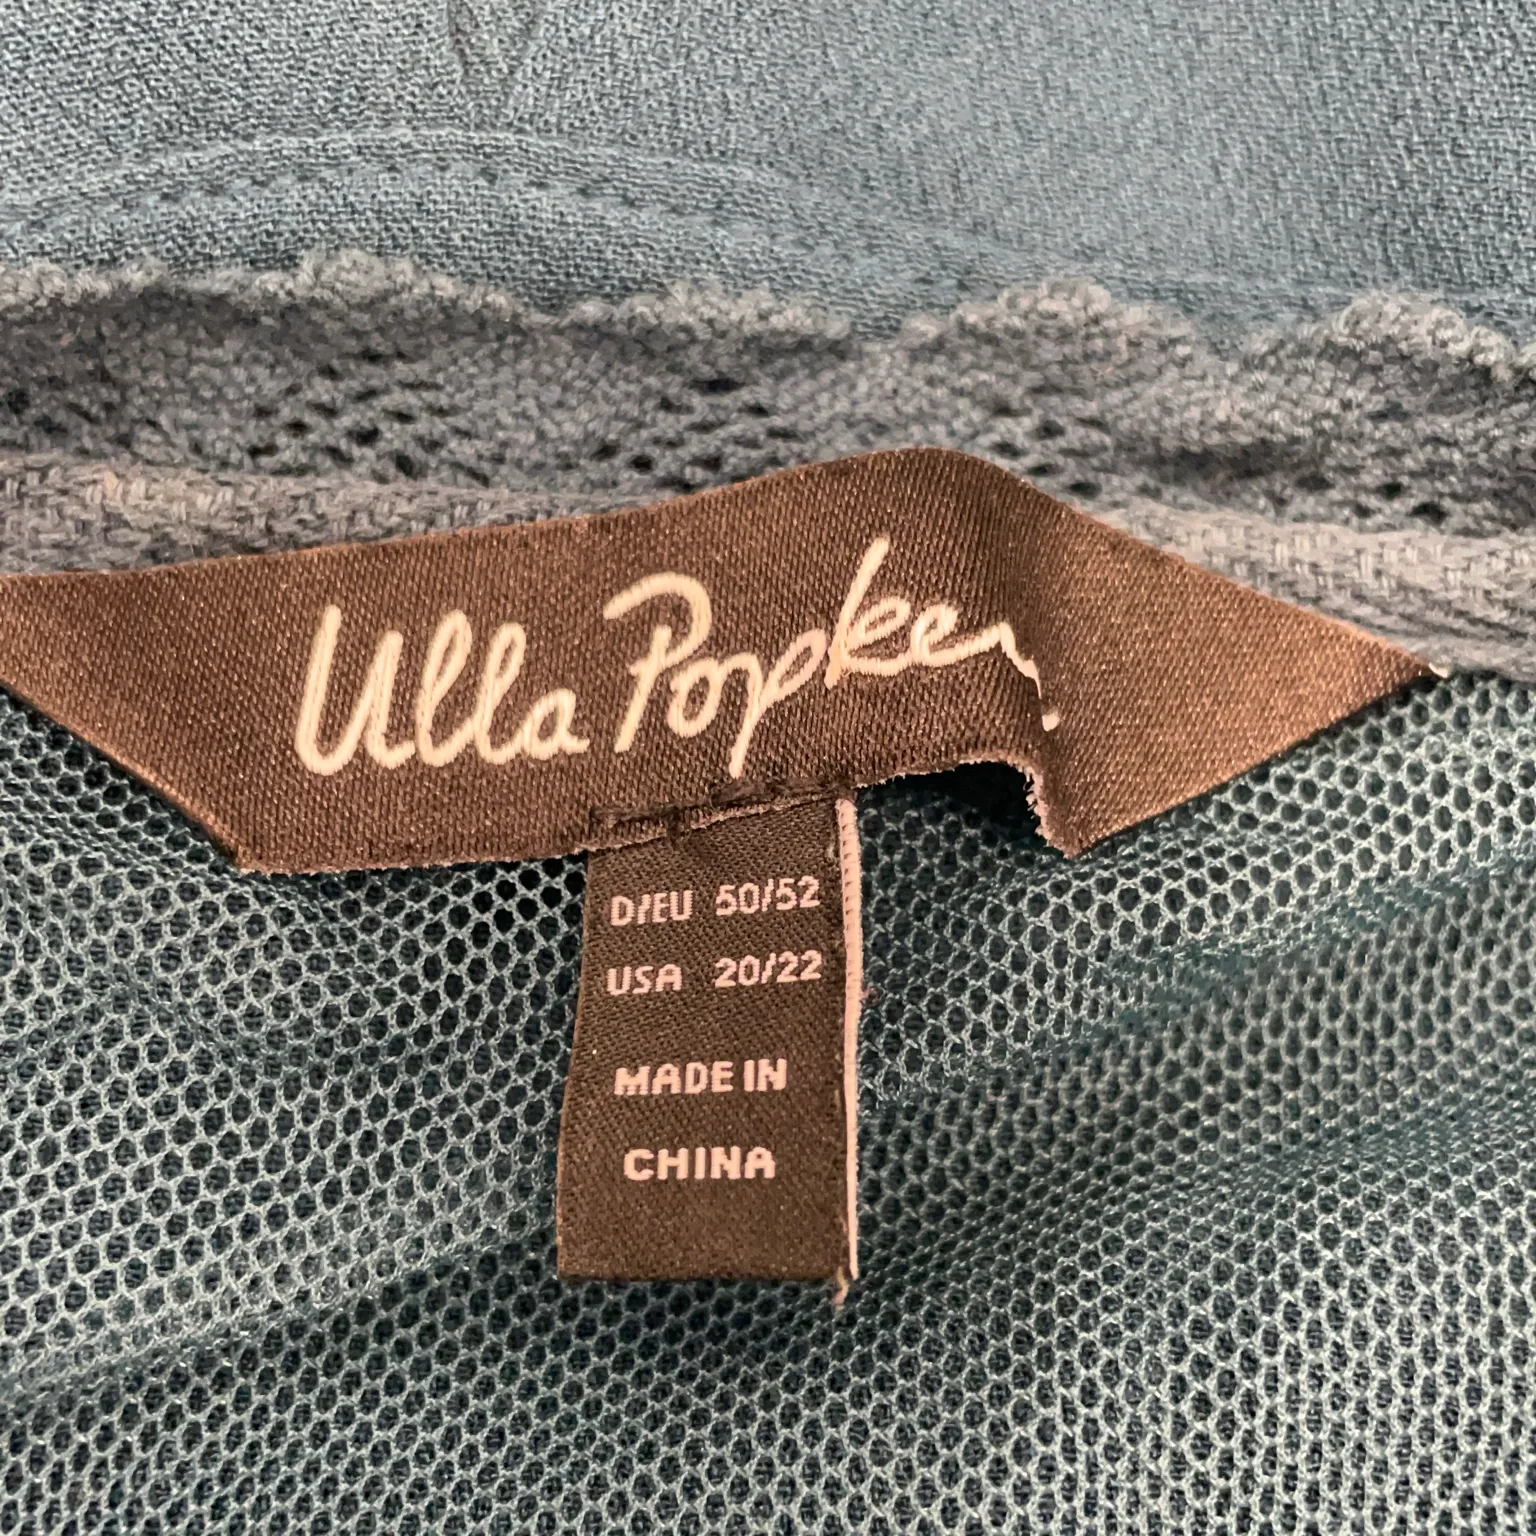 Ulla Popken
D/EU 50/52
USA 20/22
MADE IN
CHINA